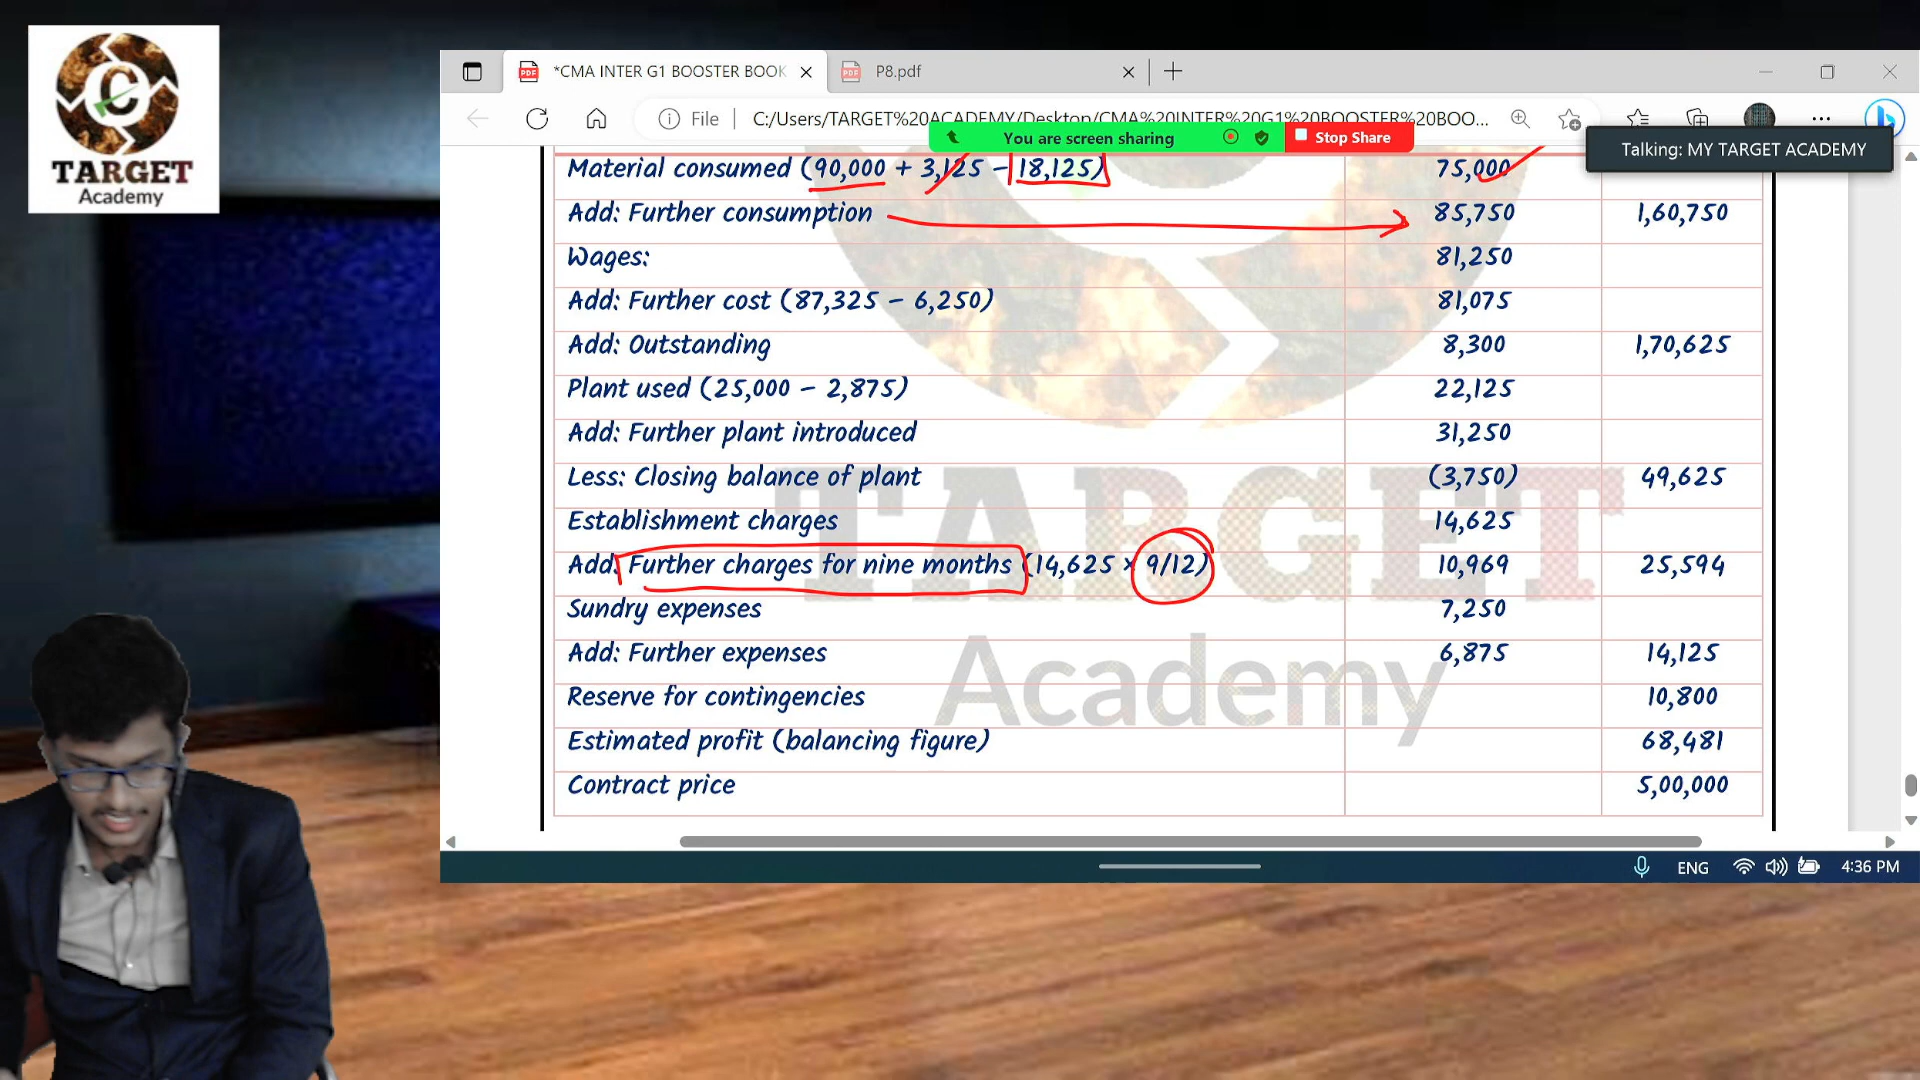 TARGET
Academy
*CMA INTER G1 BOOSTER BOOK
P8.pdf
File
C:/Users/TARGET%20ACADEMY/Desktop/CMA%20INTER%20G1%20BOOSTER%20BOO...
You are screen sharing
Stop Share
Talking: MY TARGET ACADEMY
Material consumed (90,000 + 3,125 – 18,125) 75,000
Add: Further consumption 85,750 1,60,750
Wages: 81,250
Add: Further cost (87,325 – 6,250) 81,075
Add: Outstanding 8,300 1,70,625
Plant used (25,000 – 2,875) 22,125
Add: Further plant introduced 31,250
Less: Closing balance of plant (3,750) 49,625
Establishment charges 14,625
Add: Further charges for nine months (14,625 × 9/12) 10,969 25,594
Sundry expenses 7,250
Add: Further expenses 6,875 14,125
Reserve for contingencies 10,800
Estimated profit (balancing figure) 68,481
Contract price 5,00,000
TARGET
Academy
ENG
4:36 PM